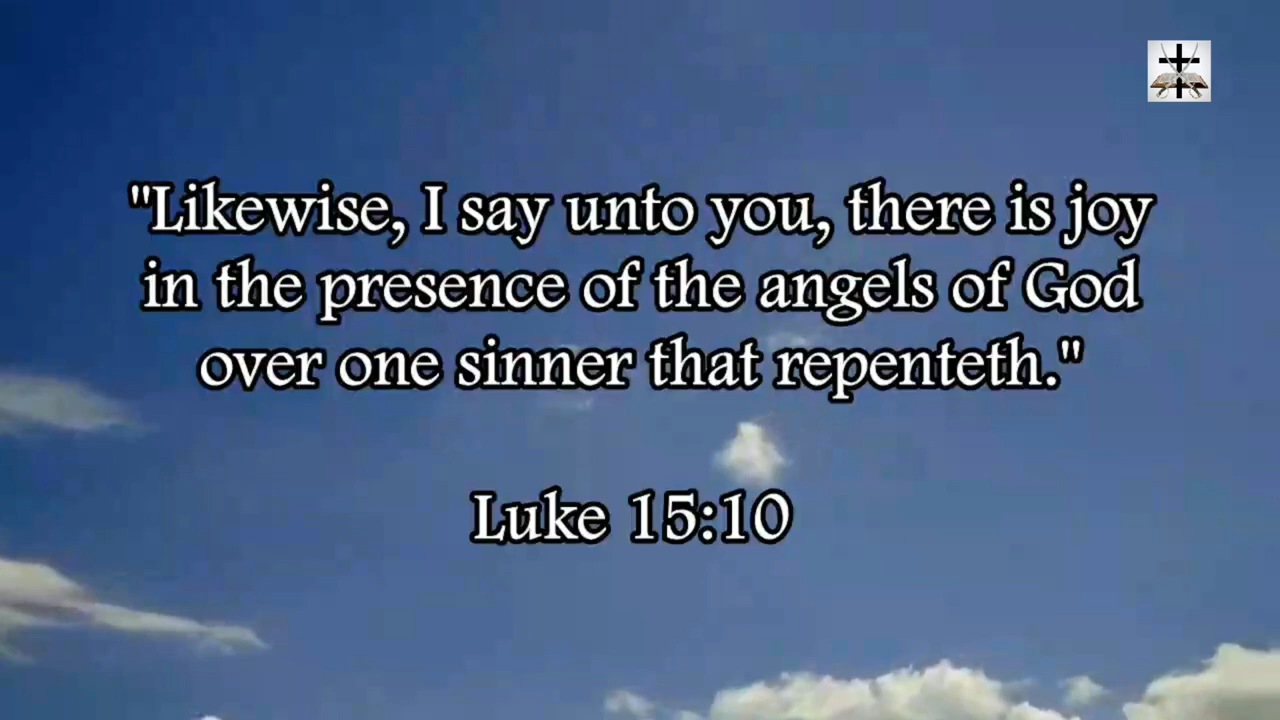 "Likewise, I say unto you, there is joy
in the presence of the angels of God
over one sinner that repenteth."
Luke 15:10